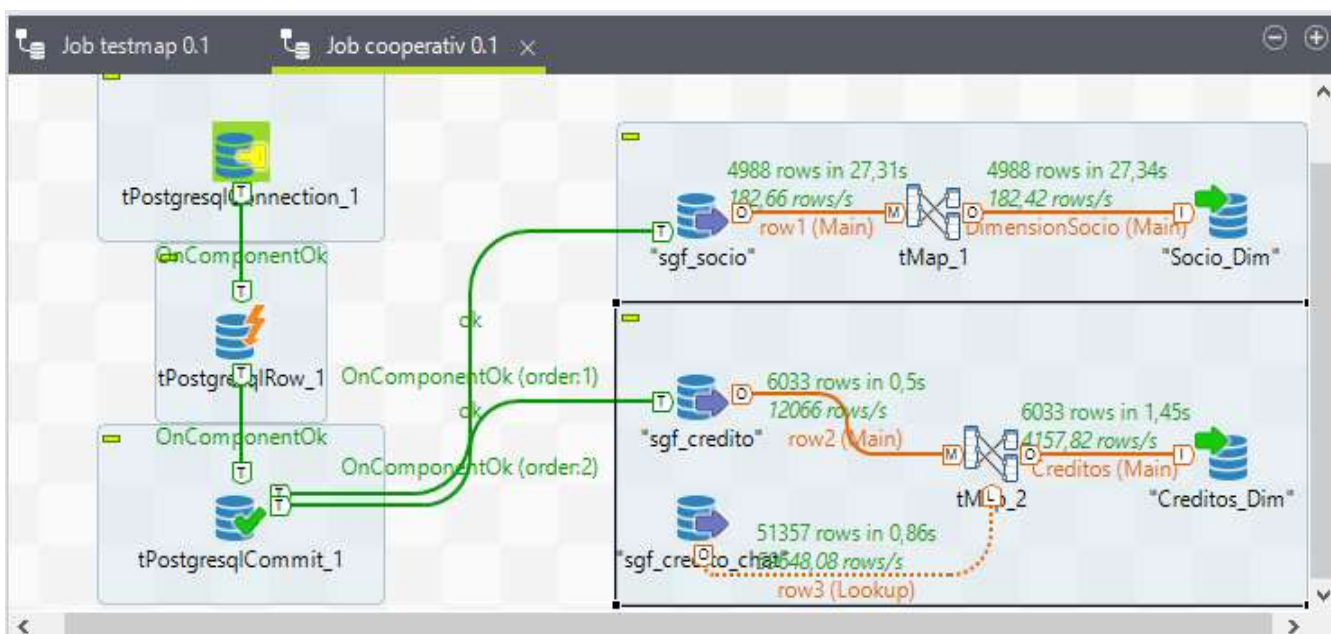 Job testmap 0.1
Job cooperativ 0.1
tPostgresqlConnection_1
OnComponentOk
tPostgresqlRow_1
OnComponentOk
tPostgresqlCommit_1
ok
OnComponentOk (order:1)
ok
OnComponentOk (order:2)
4988 rows in 27,31s
182,66 rows/s
row1 (Main)
4988 rows in 27,34s
182,42 rows/s
DimensionSocio (Main)
"sgf_socio"
tMap_1
"Socio_Dim"
6033 rows in 0,5s
12066 rows/s
row2 (Main)
"sgf_credito"
6033 rows in 1,45s
4157,82 rows/s
Creditos (Main)
tMap_2
"Creditos_Dim"
51357 rows in 0,86s
row3 (Lookup)